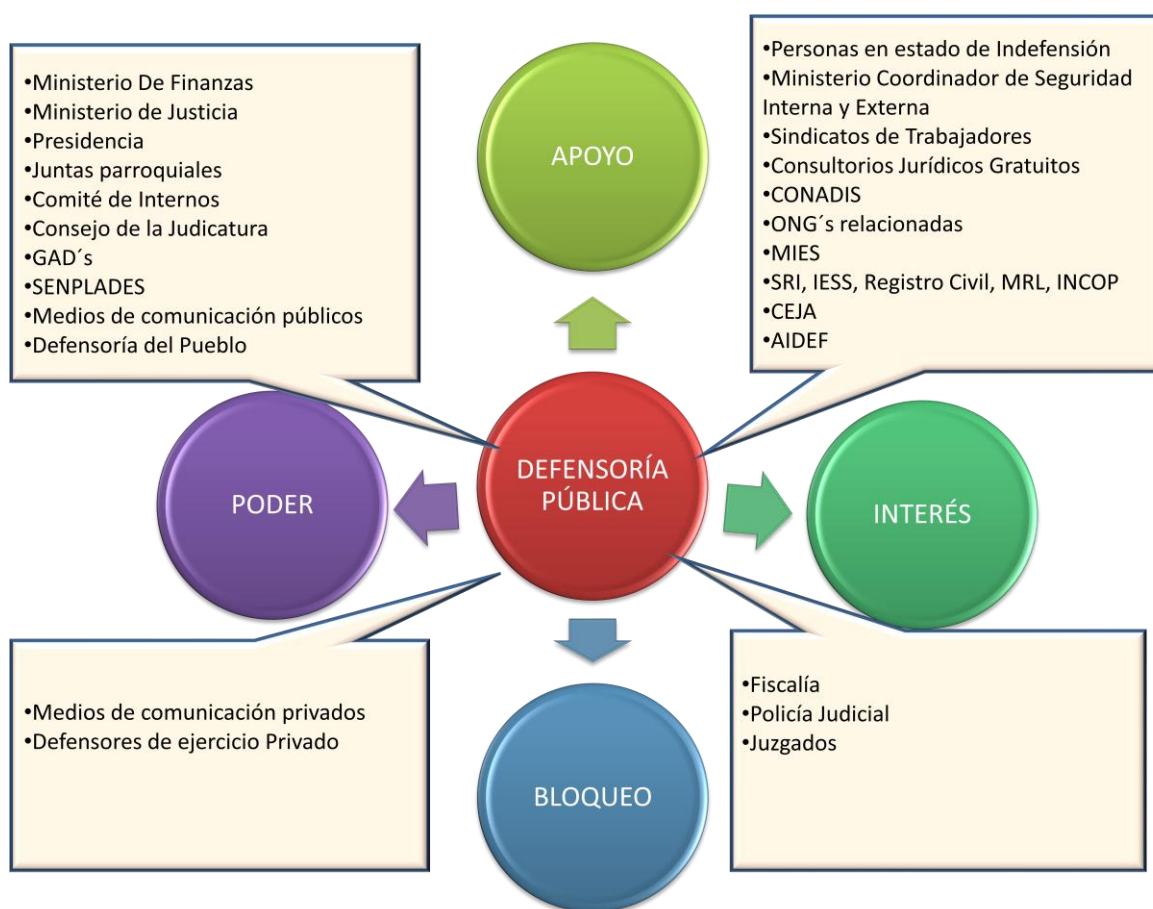 •Ministerio De Finanzas
•Ministerio de Justicia
•Presidencia
•Juntas parroquiales
•Comité de Internos
•Consejo de la Judicatura
•GAD´s
•SENPLADES
•Medios de comunicación públicos
•Defensoría del Pueblo
APOYO
•Personas en estado de Indefensión
•Ministerio Coordinador de Seguridad
Interna y Externa
•Sindicatos de Trabajadores
•Consultorios Jurídicos Gratuitos
•CONADIS
•ONG´s relacionadas
•MIES
•SRI, IESS, Registro Civil, MRL, INCOP
•CEJA
•AIDEF
PODER
DEFENSORÍA
PÚBLICA
INTERÉS
•Medios de comunicación privados
•Defensores de ejercicio Privado
BLOQUEO
•Fiscalía
•Policía Judicial
•Juzgados